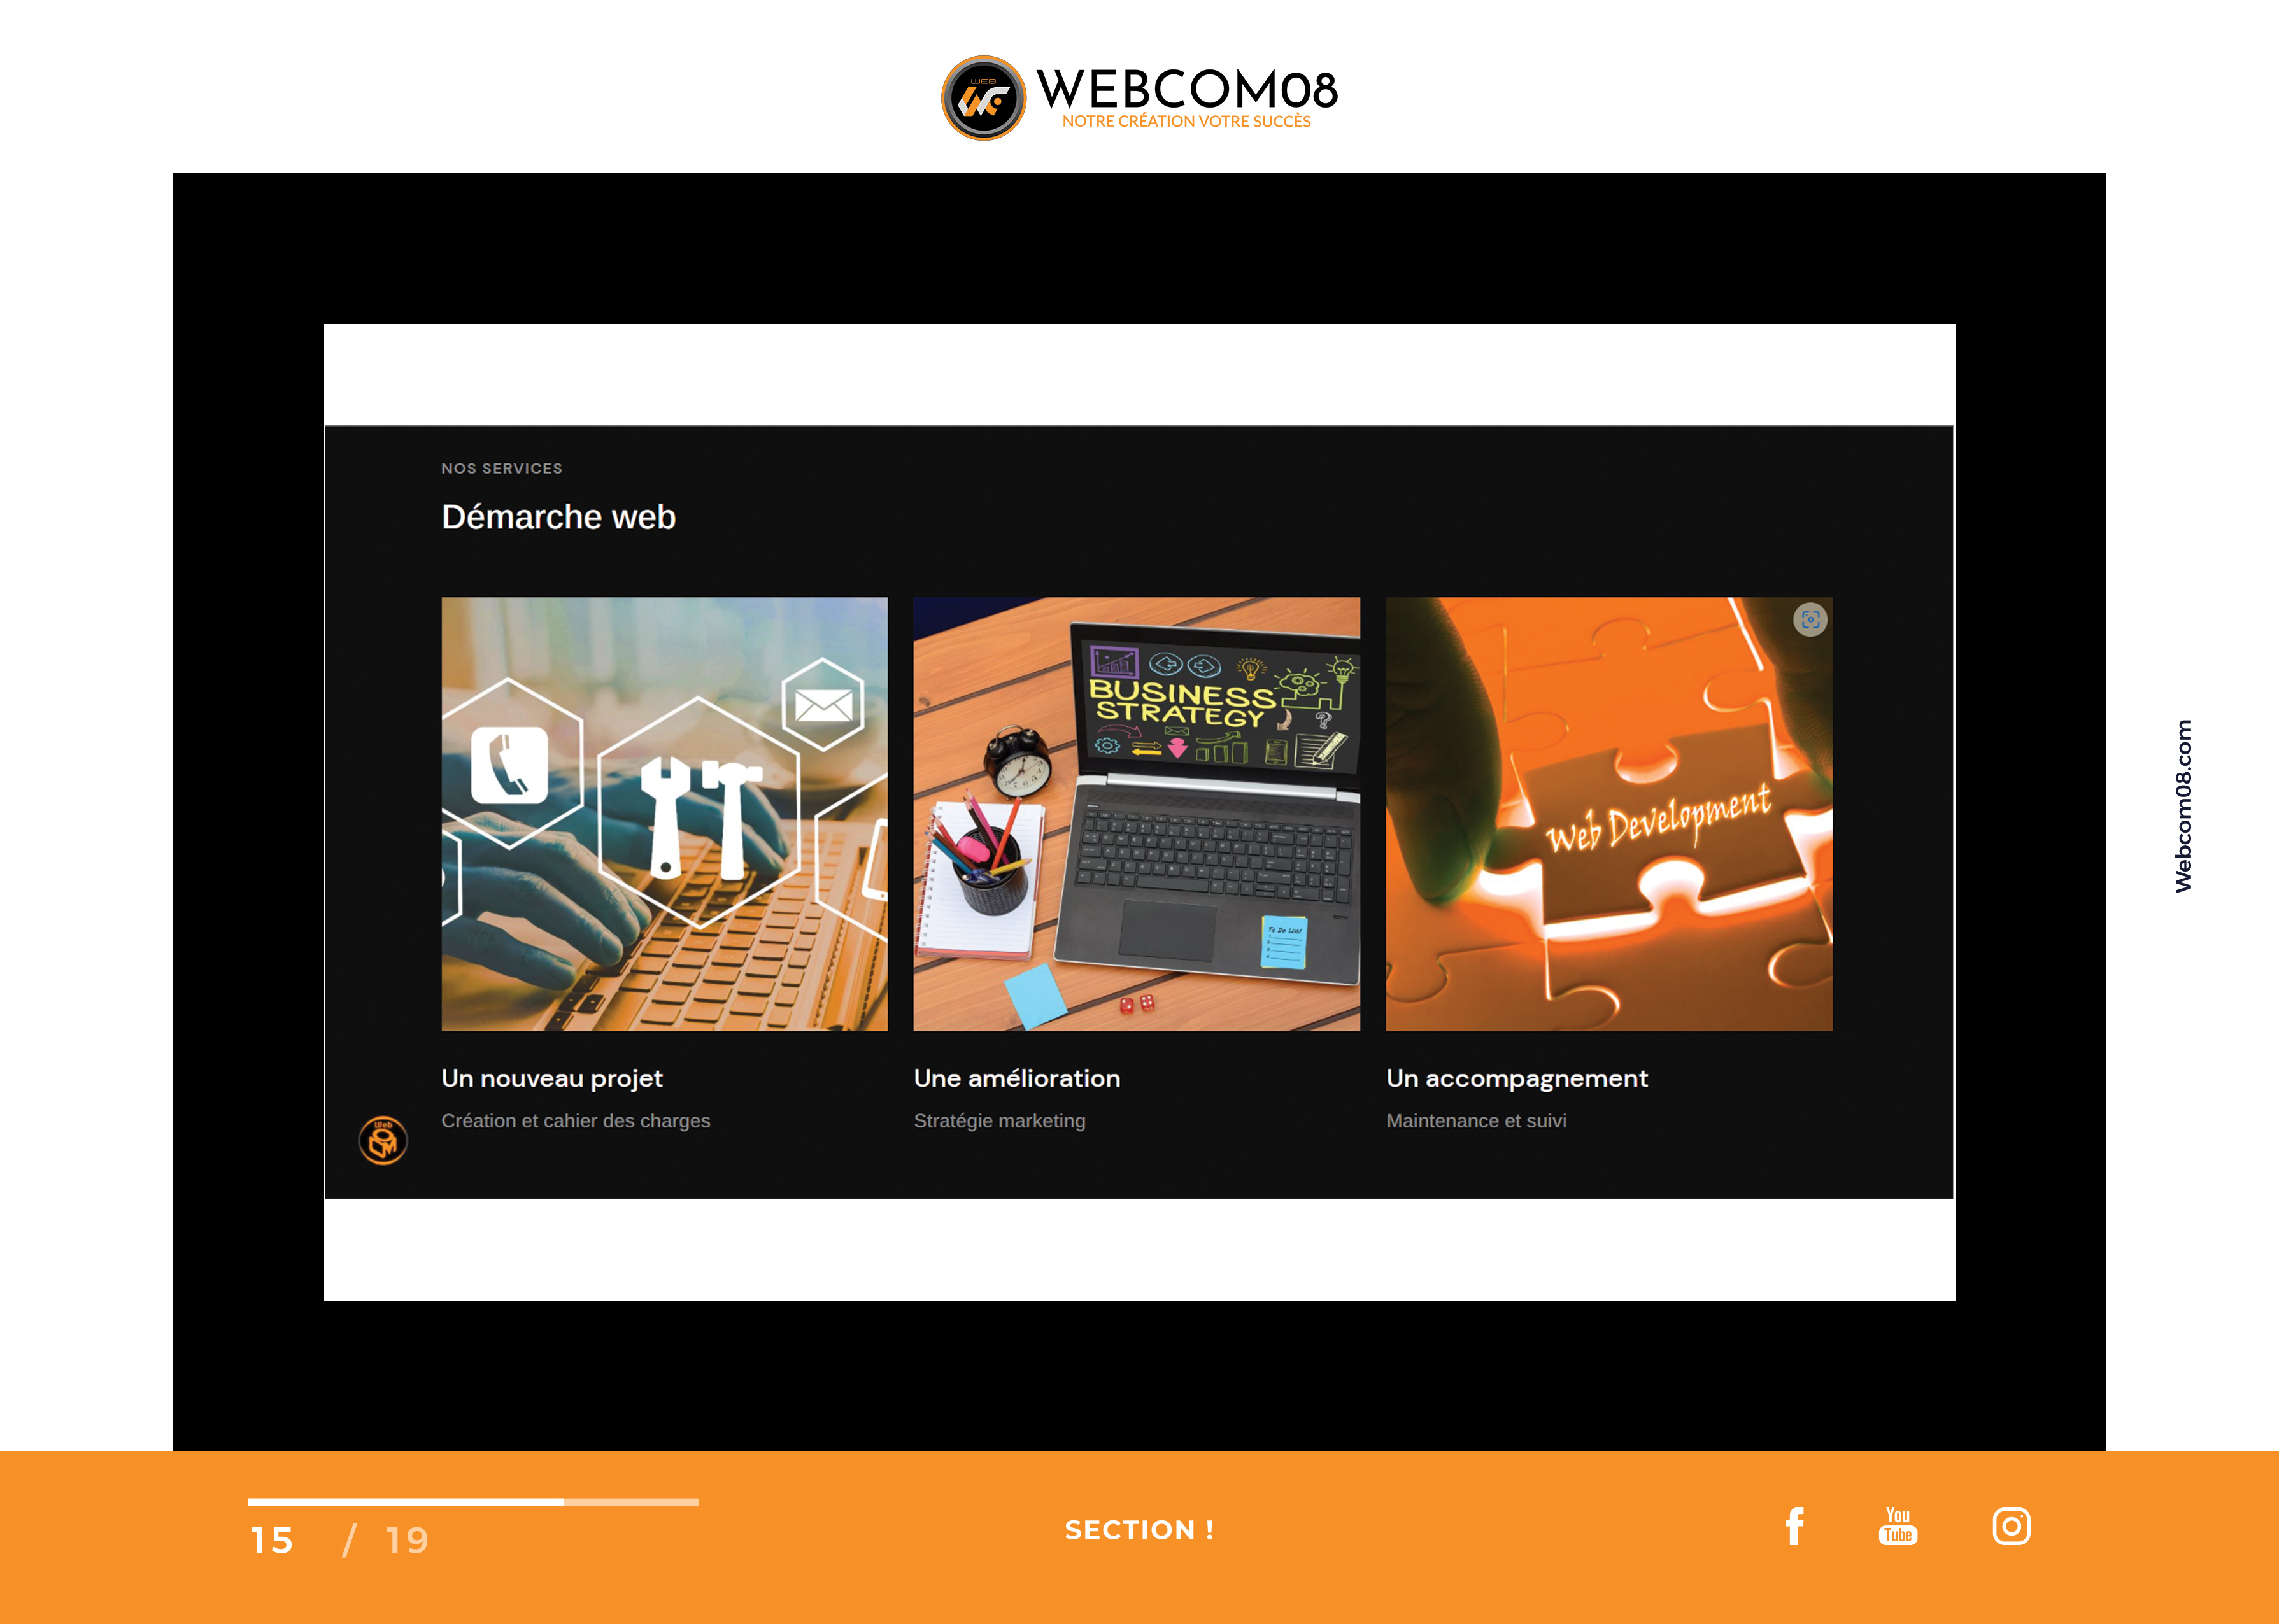 WEB
WEBCOM08
NOTRE CRÉATION VOTRE SUCCÈS
NOS SERVICES
Démarche web
BUSINESS
STRATEGY
To Do List!
Web Development
Un nouveau projet
Création et cahier des charges
Une amélioration
Stratégie marketing
Un accompagnement
Maintenance et suivi
Web
COM
Webcom08.com
15 / 19
SECTION !
You
Tube